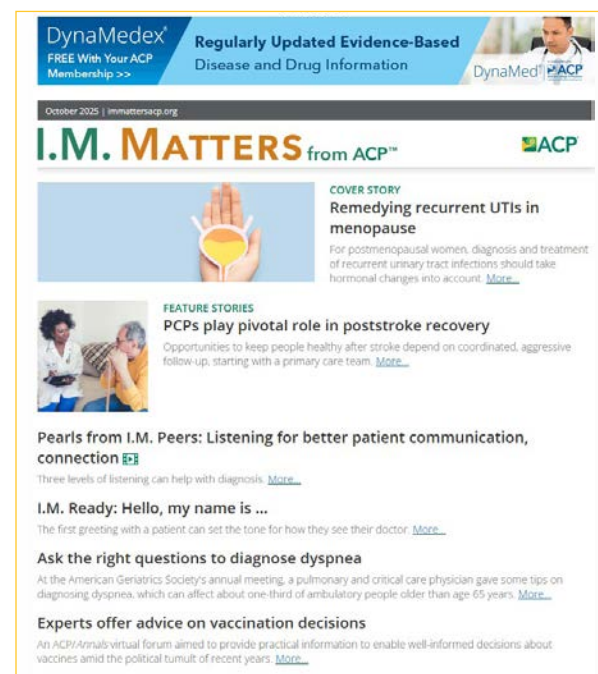 DynaMedex®
FREE With Your ACP
Membership >>
Regularly Updated Evidence-Based
Disease and Drug Information
DynaMed® ACP
October 2025 | immattersacp.org
I.M. MATTERS from ACP™
ACP
COVER STORY
Remedying recurrent UTIs in
menopause
For postmenopausal women, diagnosis and treatment
of recurrent urinary tract infections should take
hormonal changes into account. More...
FEATURE STORIES
PCPs play pivotal role in poststroke recovery
Opportunities to keep people healthy after stroke depend on coordinated, aggressive
follow-up, starting with a primary care team. More...
Pearls from I.M. Peers: Listening for better patient communication,
connection
Three levels of listening can help with diagnosis. More...
I.M. Ready: Hello, my name is ...
The first greeting with a patient can set the tone for how they see their doctor. More...
Ask the right questions to diagnose dyspnea
At the American Geriatrics Society's annual meeting, a pulmonary and critical care physician gave some tips on
diagnosing dyspnea, which can affect about one-third of ambulatory people older than age 65 years. More...
Experts offer advice on vaccination decisions
An ACP/Annals virtual forum aimed to provide practical information to enable well-informed decisions about
vaccines amid the political tumult of recent years. More...